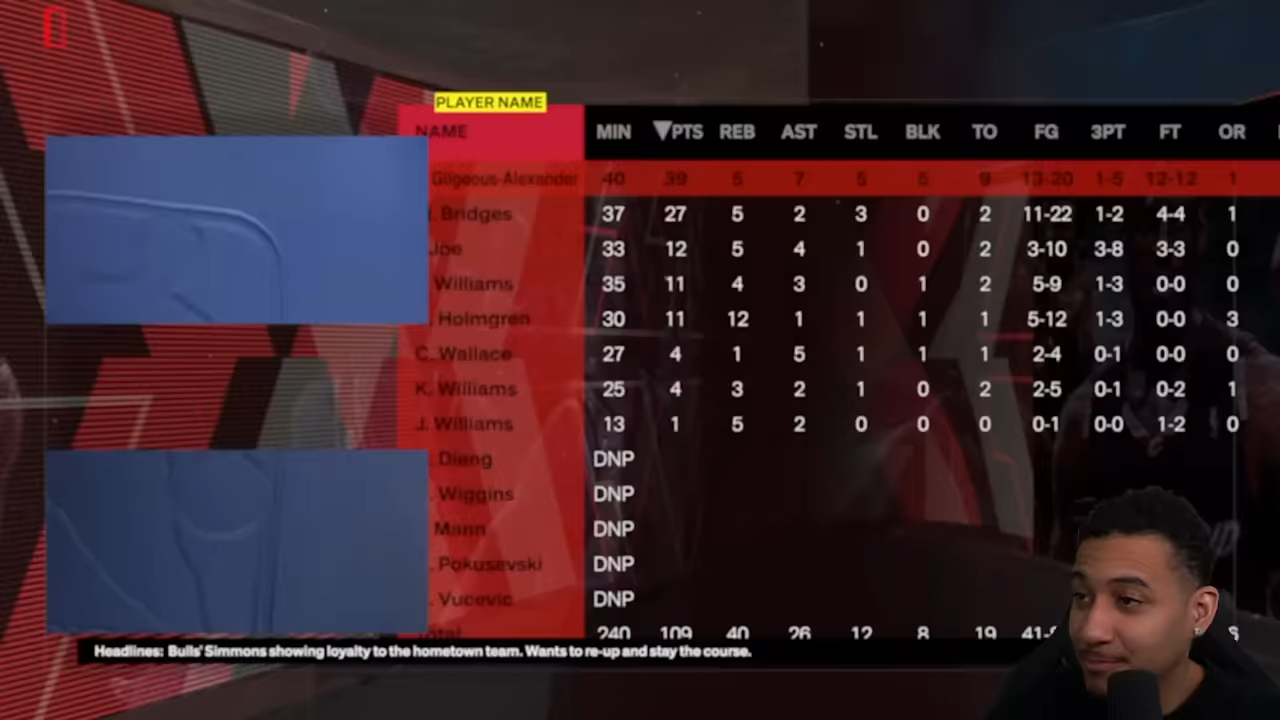 PLAYER NAME
NAME MIN ▼PTS REB AST STL BLK TO FG 3PT FT OR
Gilgeous-Alexander 40 39 5 7 5 5 9 13-20 1-5 12-12 1
. Bridges 37 27 5 2 3 0 2 11-22 1-2 4-4 1
.Joe 33 12 5 4 1 0 2 3-10 3-8 3-3 0
Williams 35 11 4 3 0 1 2 5-9 1-3 0-0 0
. Holmgren 30 11 12 1 1 1 1 5-12 1-3 0-0 3
C. Wallace 27 4 1 5 1 1 1 2-4 0-1 0-0 0
K. Williams 25 4 3 2 1 0 2 2-5 0-1 0-2 1
J. Williams 13 1 5 2 0 0 0 0-1 0-0 1-2 0
. Dieng DNP
. Wiggins DNP
Mann DNP
. Pokusevski DNP
. Vucevic DNP
Total 240 109 40 26 12 8 19
Headlines: Bulls' Simmons showing loyalty to the hometown team. Wants to re-up and stay the course.